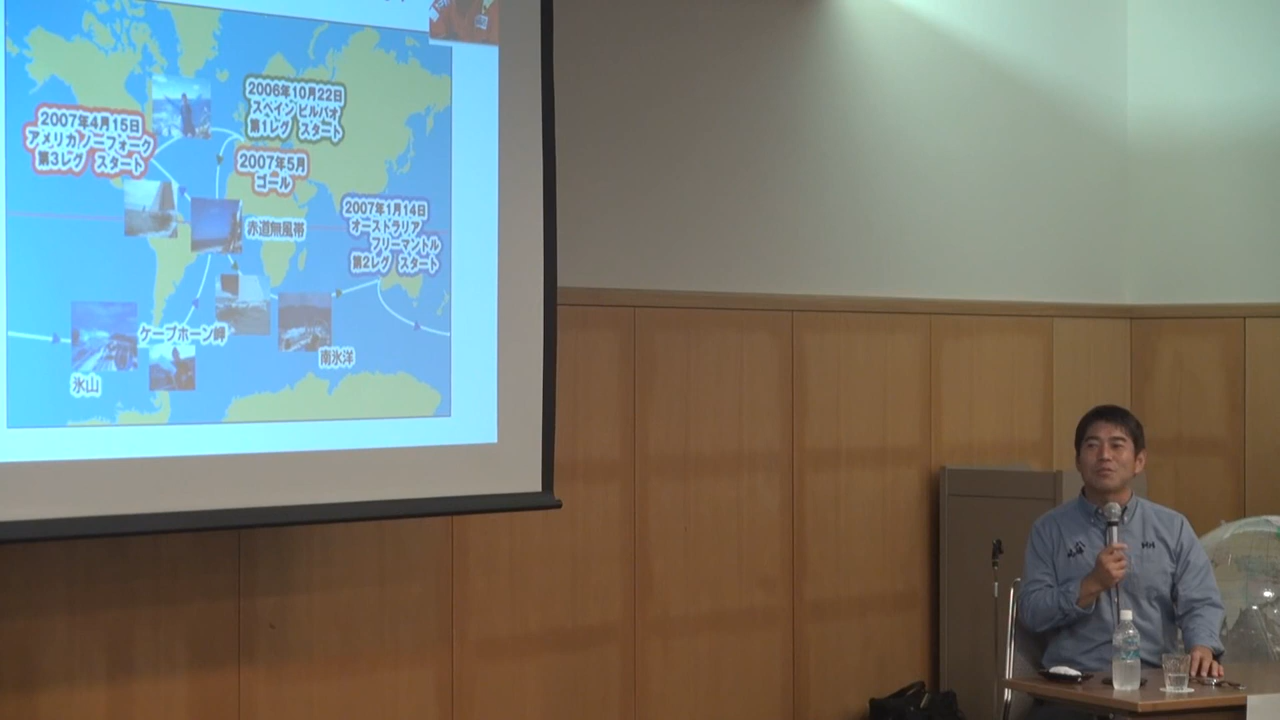 2006年10月22日
スペイン ビルバオ
第1レグ スタート
2007年4月15日
アメリカ ノーフォーク
第3レグ スタート
2007年5月
ゴール
2007年1月14日
オーストラリア
フリーマントル
第2レグ スタート
赤道無風帯
ケープホーン岬
南氷洋
氷山
HH